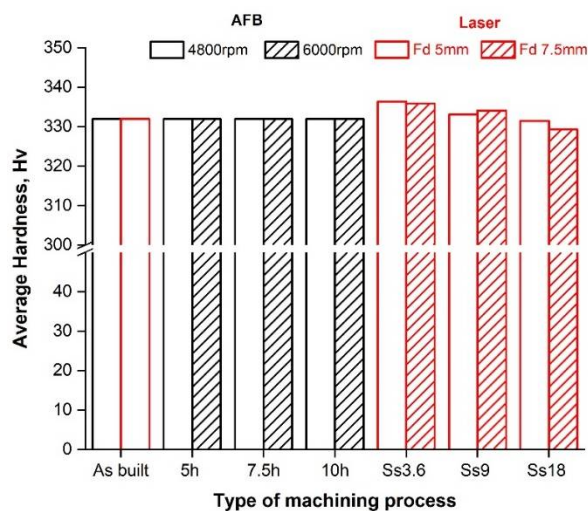 AFB
Laser
4800rpm
6000rpm
Fd 5mm
Fd 7.5mm
Average Hardness, Hv
350
340
330
320
310
300
40
30
20
10
0
As built
5h
7.5h
10h
Ss3.6
Ss9
Ss18
Type of machining process